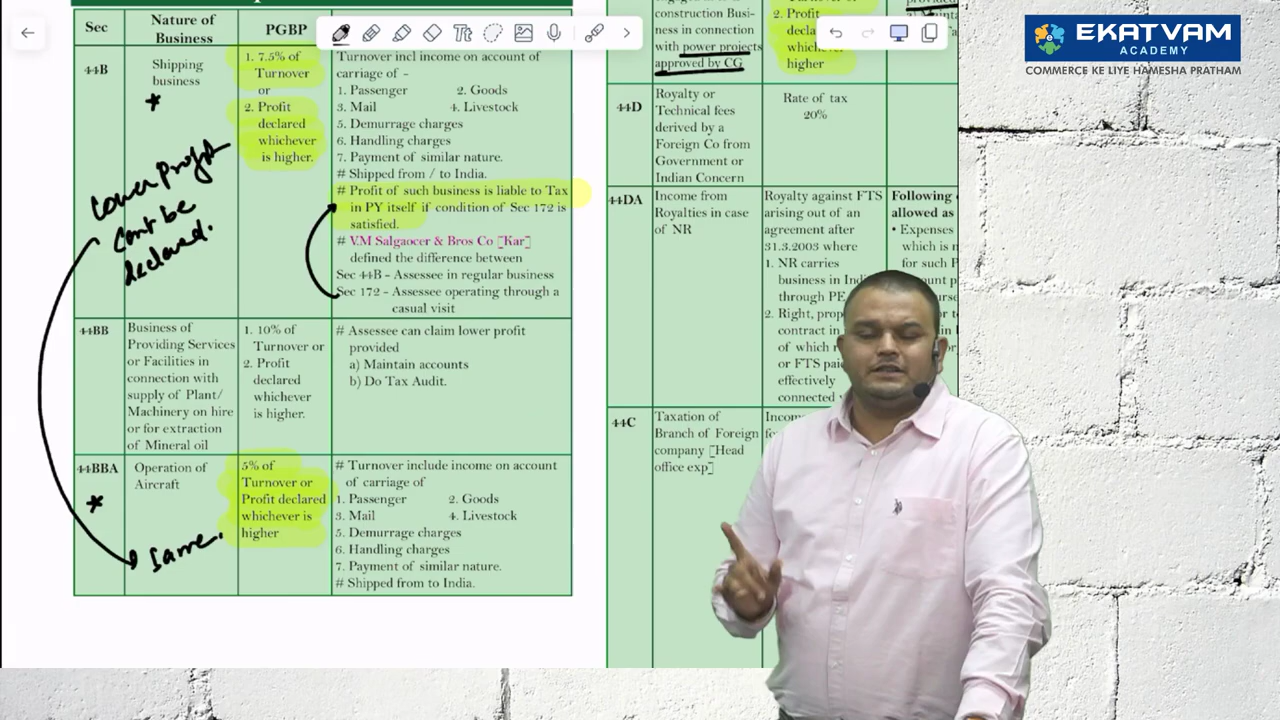 Sec
Nature of
Business
PGBP
44B
Shipping
business
1. 7.5% of
Turnover
or
2. Profit
declared
whichever
is higher.
Turnover incl income on account of
carriage of -
1. Passenger 2. Goods
3. Mail 4. Livestock
5. Demurrage charges
6. Handling charges
7. Payment of similar nature.
# Shipped from / to India.
# Profit of such business is liable to Tax
in PY itself if condition of Sec 172 is
satisfied.
# V.M Salgaocer & Bros Co [Kar]
defined the difference between
Sec 44B - Assessee in regular business
Sec 172 - Assessee operating through a
casual visit
Lower Profit
Cont be
declared.
44BB
Business of
Providing Services
or Facilities in
connection with
supply of Plant/
Machinery on hire
or for extraction
of Mineral oil
1. 10% of
Turnover or
2. Profit
declared
whichever
is higher.
# Assessee can claim lower profit
provided
a) Maintain accounts
b) Do Tax Audit.
44BBA
Operation of
Aircraft
Same.
5% of
Turnover or
Profit declared
whichever is
higher
# Turnover include income on account
of carriage of
1. Passenger 2. Goods
3. Mail 4. Livestock
5. Demurrage charges
6. Handling charges
7. Payment of similar nature.
# Shipped from to India.
construction Busi-
ness in connection
with power projects
approved by CG
2. Profit
higher
44D
Royalty or
Technical fees
derived by a
Foreign Co from
Government or
Indian Concern
Rate of tax
20%
44DA
Income from
Royalties in case
of NR
Royalty against FTS
arising out of an
agreement after
31.3.2003 where
1. NR carries
business in
through PE
2. Right,
contract in
of which
or FTS
effectively
connected
Following
allowed as
• Expenses
which is
for such
44C
Taxation of
Branch of Foreign
company [Head
office exp]
EKATVAM
ACADEMY
COMMERCE KE LIYE HAMESHA PRATHAM